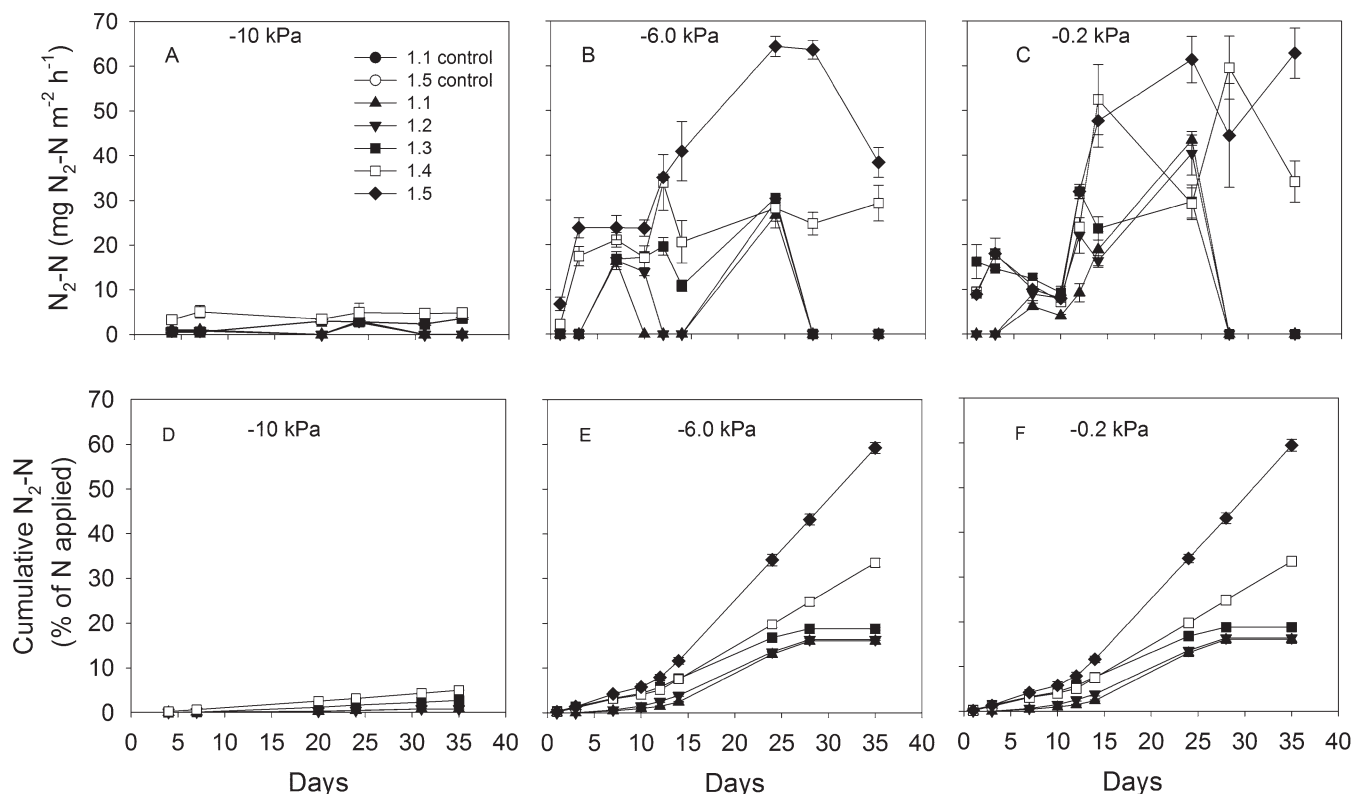 N2-N (mg N2-N m-2 h-1)
70
60
50
40
30
20
10
0
A
-10 kPa
1.1 control
1.5 control
1.1
1.2
1.3
1.4
1.5
B
-6.0 kPa
C
-0.2 kPa
Cumulative N2-N
(% of N applied)
70
60
50
40
30
20
10
0
D
-10 kPa
E
-6.0 kPa
F
-0.2 kPa
0 5 10 15 20 25 30 35 40
0 5 10 15 20 25 30 35 40
0 5 10 15 20 25 30 35 40
Days
Days
Days